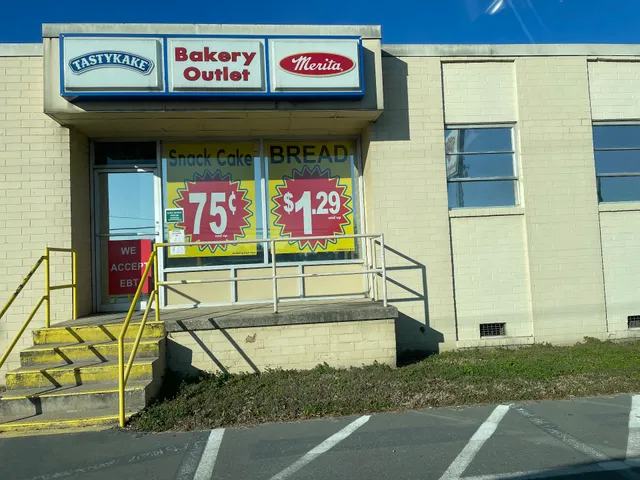 TASTYKAKE
Bakery
Outlet
Merita
Snack Cake
75¢
BREAD
$1.29
WE
ACCEPT
EBT